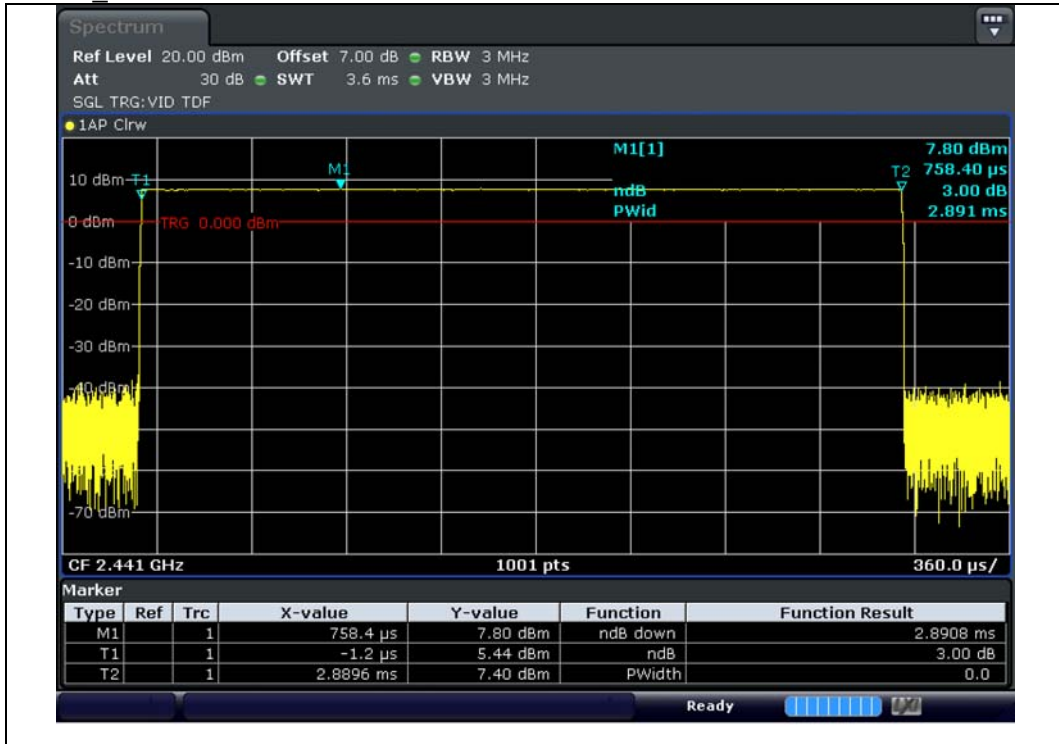 Spectrum
Ref Level 20.00 dBm Offset 7.00 dB RBW 3 MHz
Att 30 dB SWT 3.6 ms VBW 3 MHz
SGL TRG:VID TDF
1AP Clrw
M1[1] 7.80 dBm
758.40 µs
ndB 3.00 dB
PWid 2.891 ms
T1
M1
T2
10 dBm
0 dBm
TRG 0.000 dBm
-10 dBm
-20 dBm
-30 dBm
-40 dBm
-70 dBm
CF 2.441 GHz 1001 pts 360.0 µs/
Marker
Type Ref Trc X-value Y-value Function Function Result
M1 1 758.4 µs 7.80 dBm ndB down 2.8908 ms
T1 1 -1.2 µs 5.44 dBm ndB 3.00 dB
T2 1 2.8896 ms 7.40 dBm PWidth 0.0
Ready